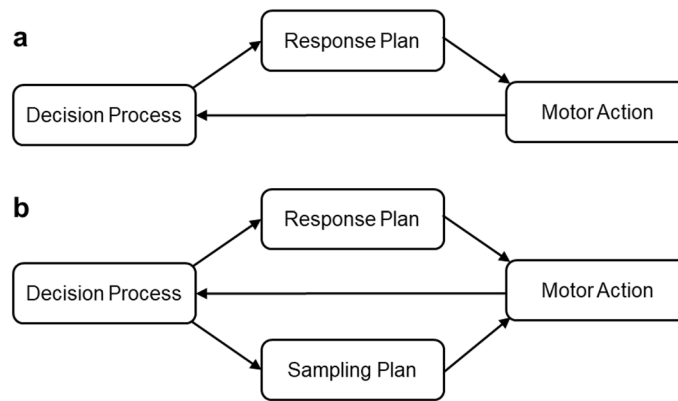 a
Response Plan
Decision Process
Motor Action
b
Response Plan
Decision Process
Motor Action
Sampling Plan